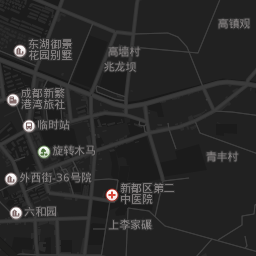 高镇观
东湖御景
花园别墅
高墙村
兆龙坝
成都新繁
港湾旅社
临时站
旋转木马
青丰村
外西街-36号院
新都区第二
中医院
六和园
上李家碾